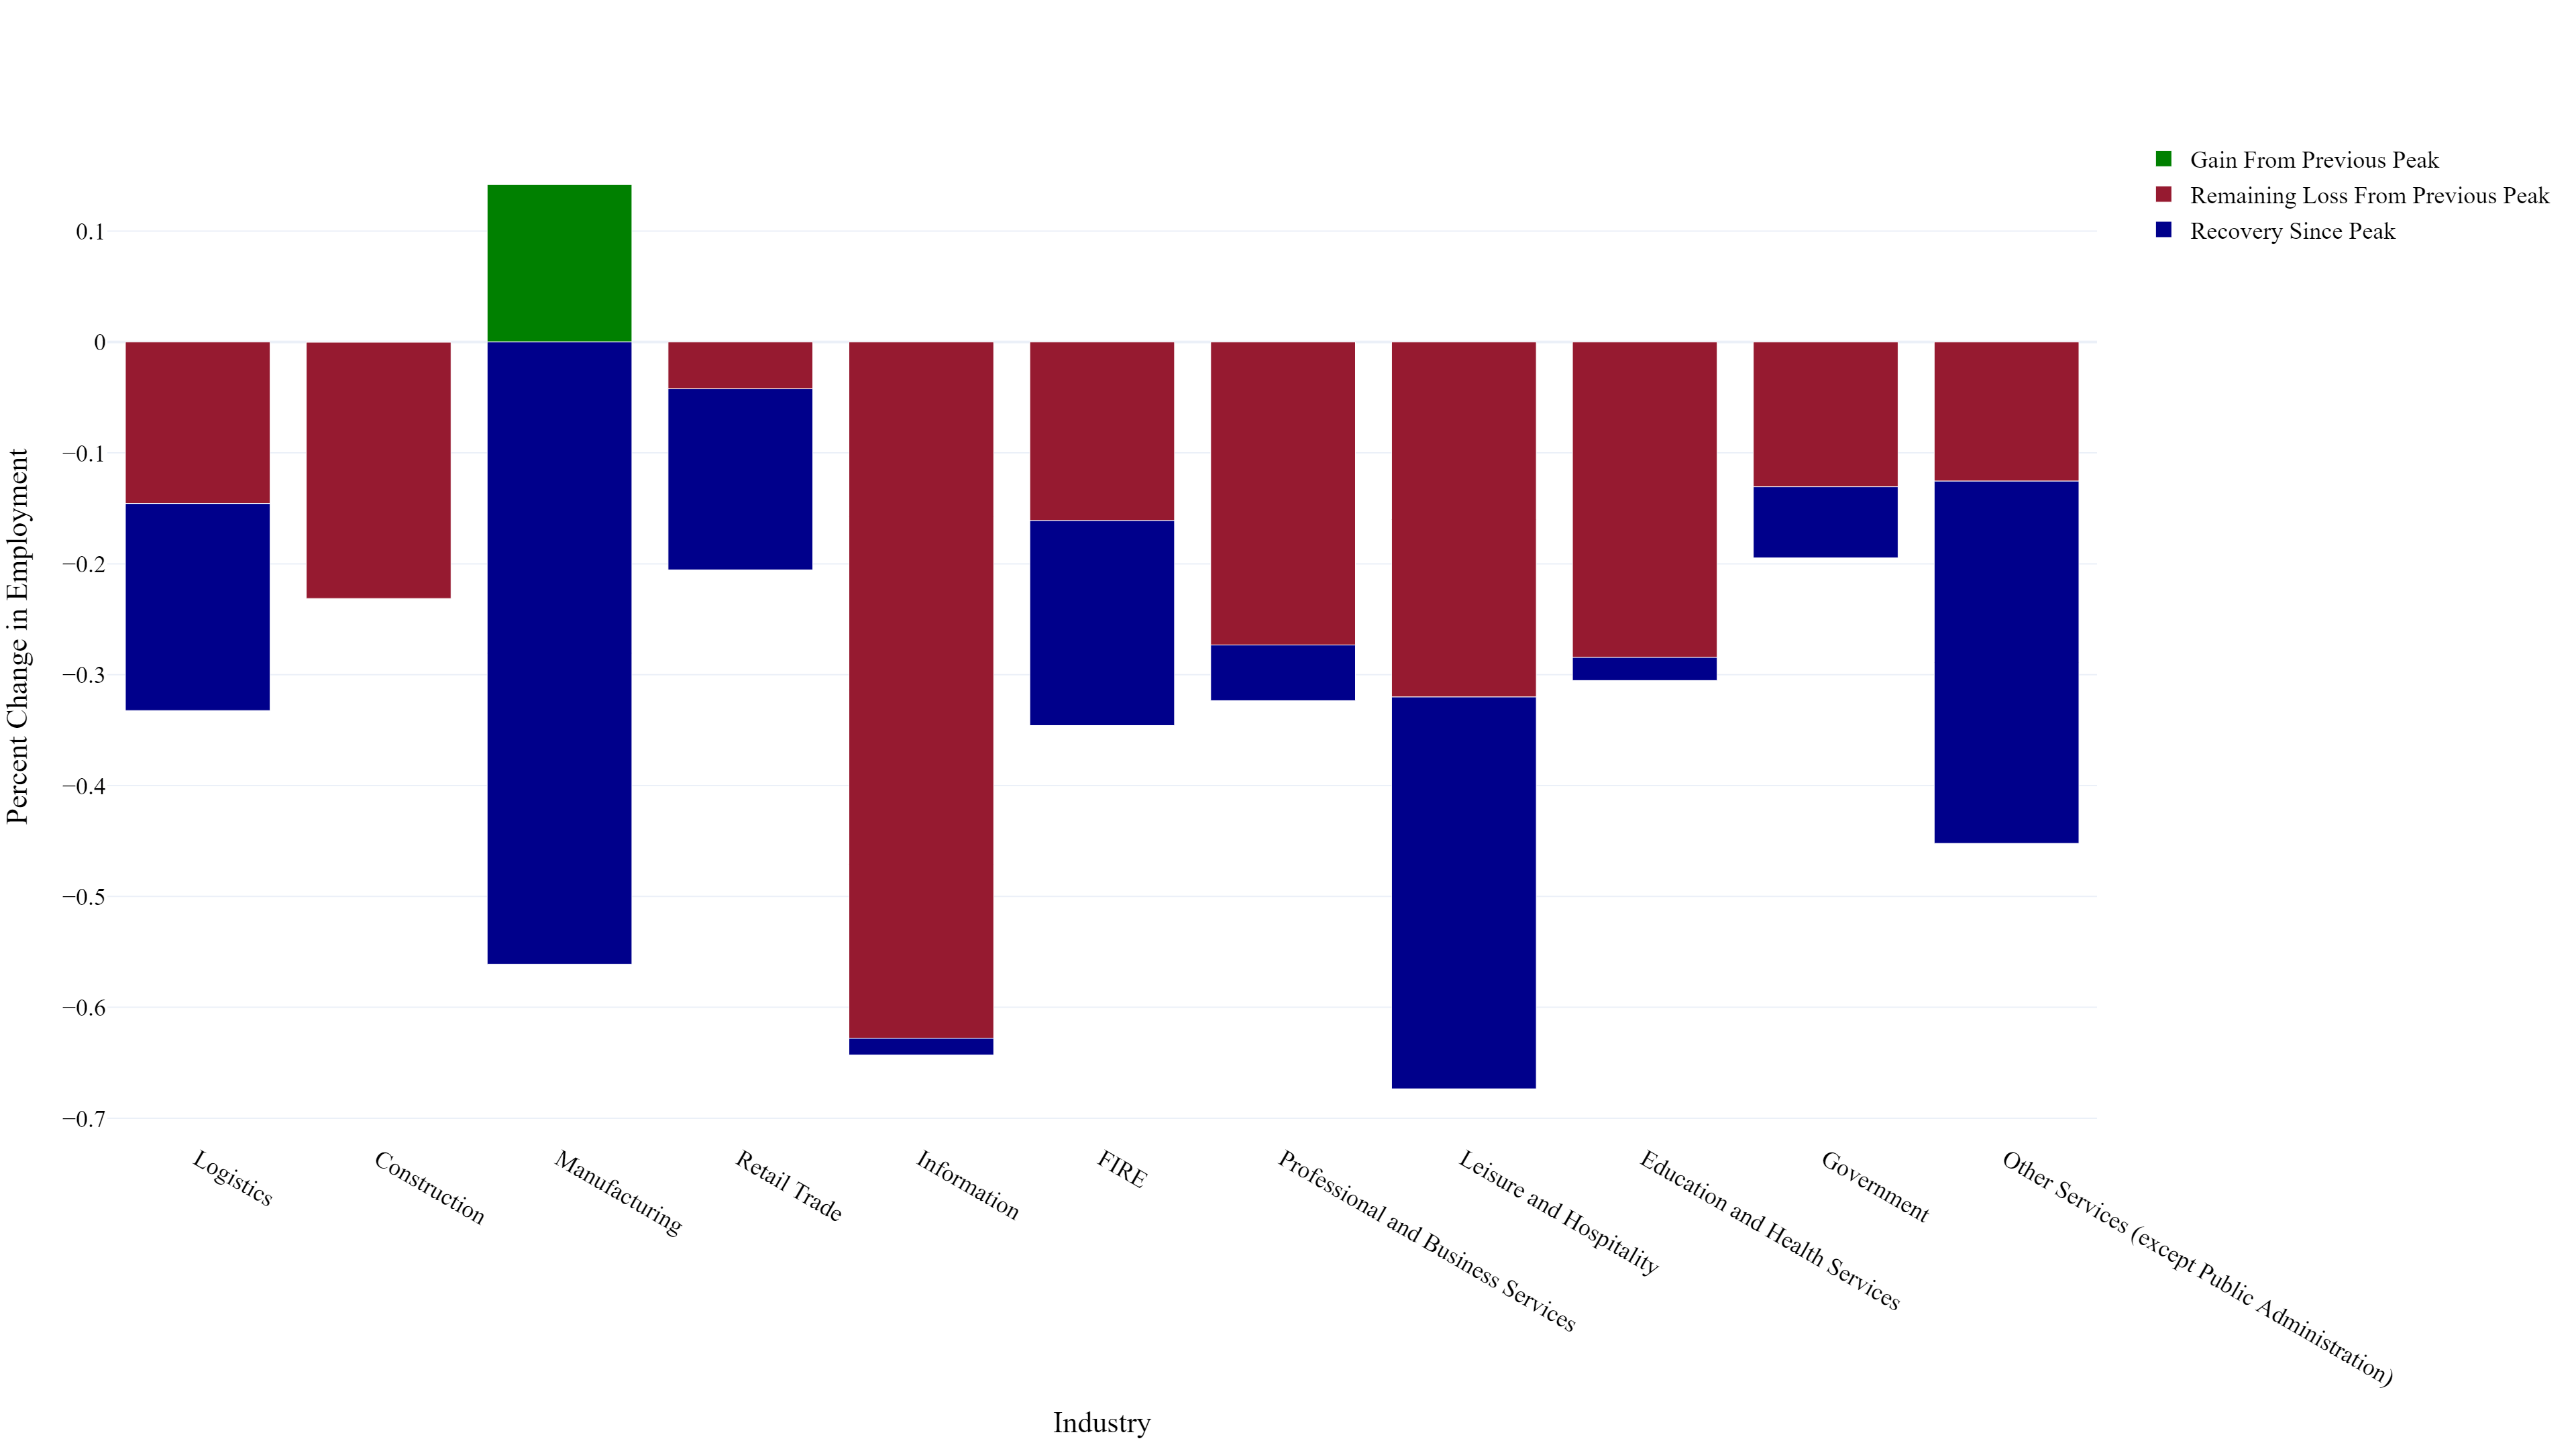 Gain From Previous Peak
Remaining Loss From Previous Peak
Recovery Since Peak
Percent Change in Employment
0.1
0
−0.1
−0.2
−0.3
−0.4
−0.5
−0.6
−0.7
Logistics
Construction
Manufacturing
Retail Trade
Information
FIRE
Professional and Business Services
Leisure and Hospitality
Education and Health Services
Government
Other Services (except Public Administration)
Industry